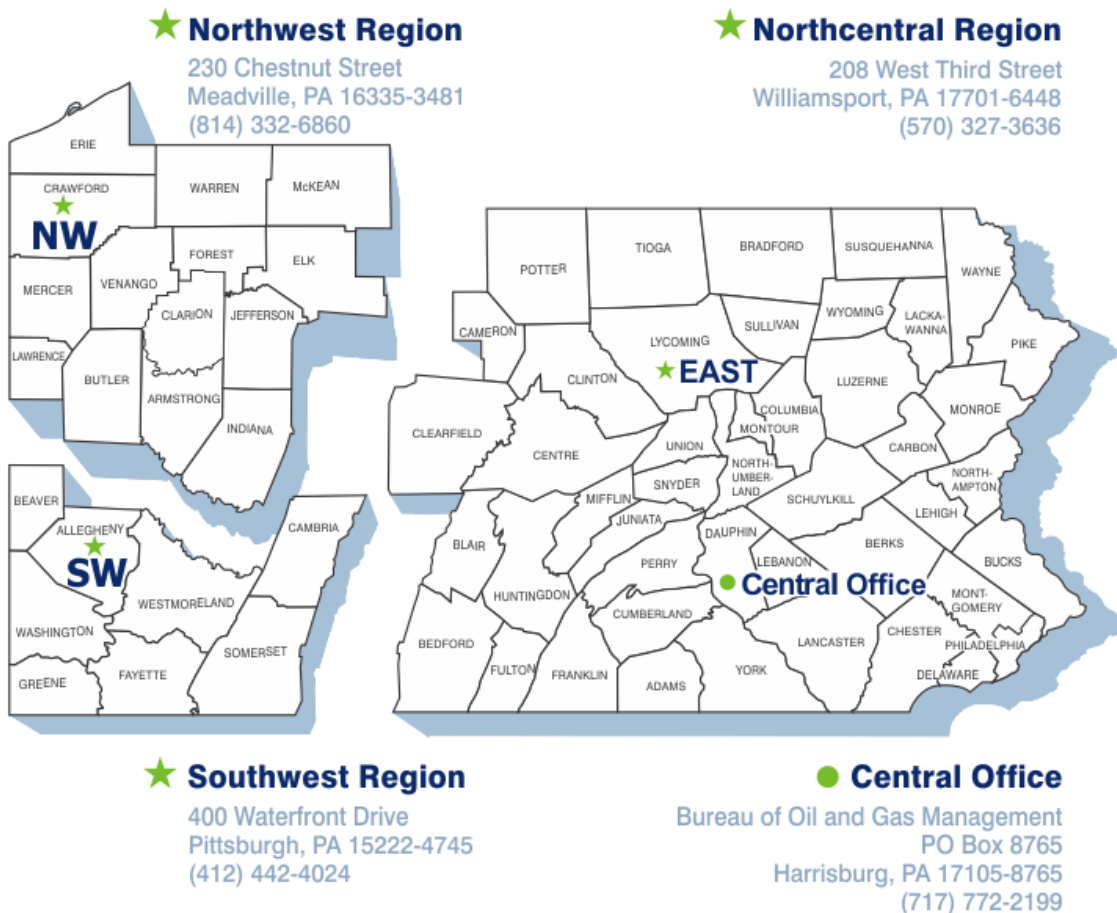 Northwest Region
230 Chestnut Street
Meadville, PA 16335-3481
(814) 332-6860
Northcentral Region
208 West Third Street
Williamsport, PA 17701-6448
(570) 327-3636
ERIE
CRAWFORD
NW
WARREN
McKEAN
MERCER
VENANGO
FOREST
ELK
CLARION
JEFFERSON
LAWRENCE
BUTLER
ARMSTRONG
INDIANA
BEAVER
ALLEGHENY
SW
WESTMORELAND
CAMBRIA
WASHINGTON
GREENE
FAYETTE
SOMERSET
POTTER
TIOGA
BRADFORD
SUSQUEHANNA
WAYNE
CAMERON
LYCOMING
EAST
SULLIVAN
WYOMING
LACKA-
WANNA
PIKE
CLINTON
LUZERNE
COLUMBIA
MONTOUR
MONROE
CLEARFIELD
CENTRE
UNION
CARBON
SNYDER
NORTH-
UMBER-
LAND
NORTH-
AMPTON
MIFFLIN
SCHUYLKILL
LEHIGH
JUNIATA
BLAIR
DAUPHIN
BERKS
BUCKS
PERRY
LEBANON
HUNTINGDON
Central Office
MONT-
GOMERY
CUMBERLAND
BEDFORD
FULTON
FRANKLIN
ADAMS
YORK
LANCASTER
CHESTER
PHILADELPHIA
DELAWARE
Southwest Region
400 Waterfront Drive
Pittsburgh, PA 15222-4745
(412) 442-4024
Central Office
Bureau of Oil and Gas Management
PO Box 8765
Harrisburg, PA 17105-8765
(717) 772-2199